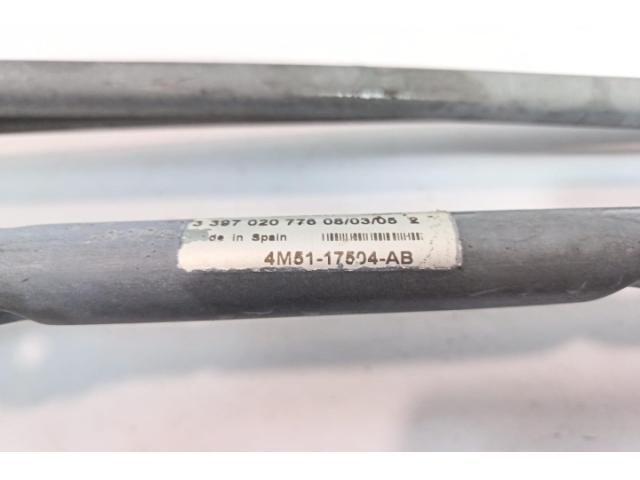 3 397 020 776 08/03/05 2
de in Spain
4M51-17504-AB